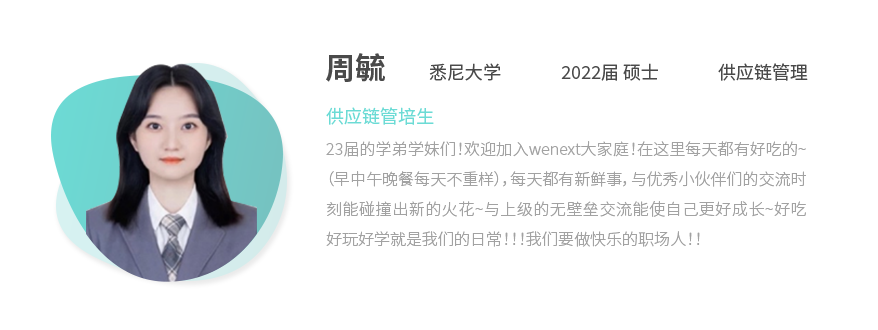 周毓 悉尼大学 2022届 硕士 供应链管理
供应链管培生
23届的学弟学妹们！欢迎加入wenext大家庭！在这里每天都有好吃的~
（早中午晚餐每天不重样），每天都有新鲜事，与优秀小伙伴们的交流时
刻能碰撞出新的火花~与上级的无壁垒交流能使自己更好成长~好吃
好玩好学就是我们的日常！！！我们要做快乐的职场人！！